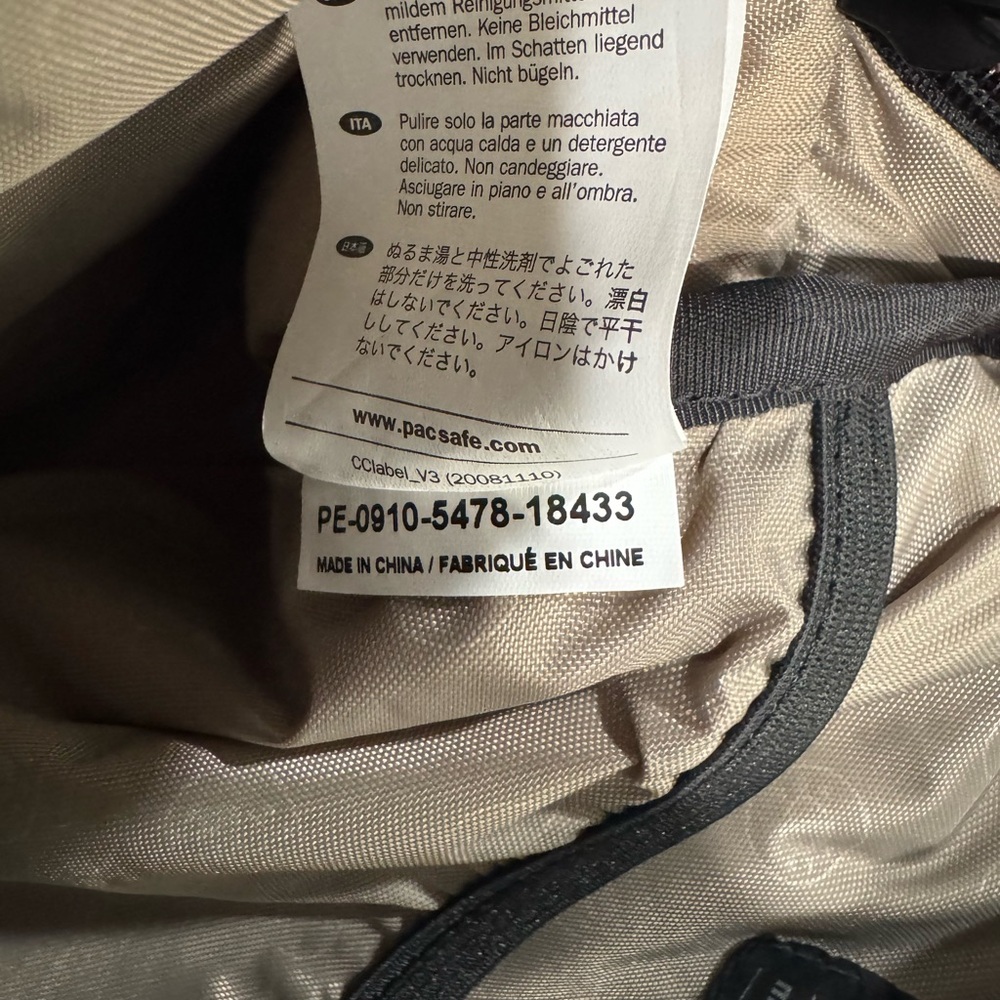 mildem Reinigungsmittel
entfernen. Keine Bleichmittel
verwenden. Im Schatten liegend
trocknen. Nicht bügeln.
ITA
Pulire solo la parte macchiata
con acqua calda e un detergente
delicato. Non candeggiare.
Asciugare in piano e all'ombra.
Non stirare.
日本語
ぬるま湯と中性洗剤でよごれた
部分だけを洗ってください。漂白
はしないでください。日陰で平干
ししてください。アイロンはかけ
ないでください。
www.pacsafe.com
CClabel_V3 (20081110)
PE-0910-5478-18433
MADE IN CHINA / FABRIQUÉ EN CHINE